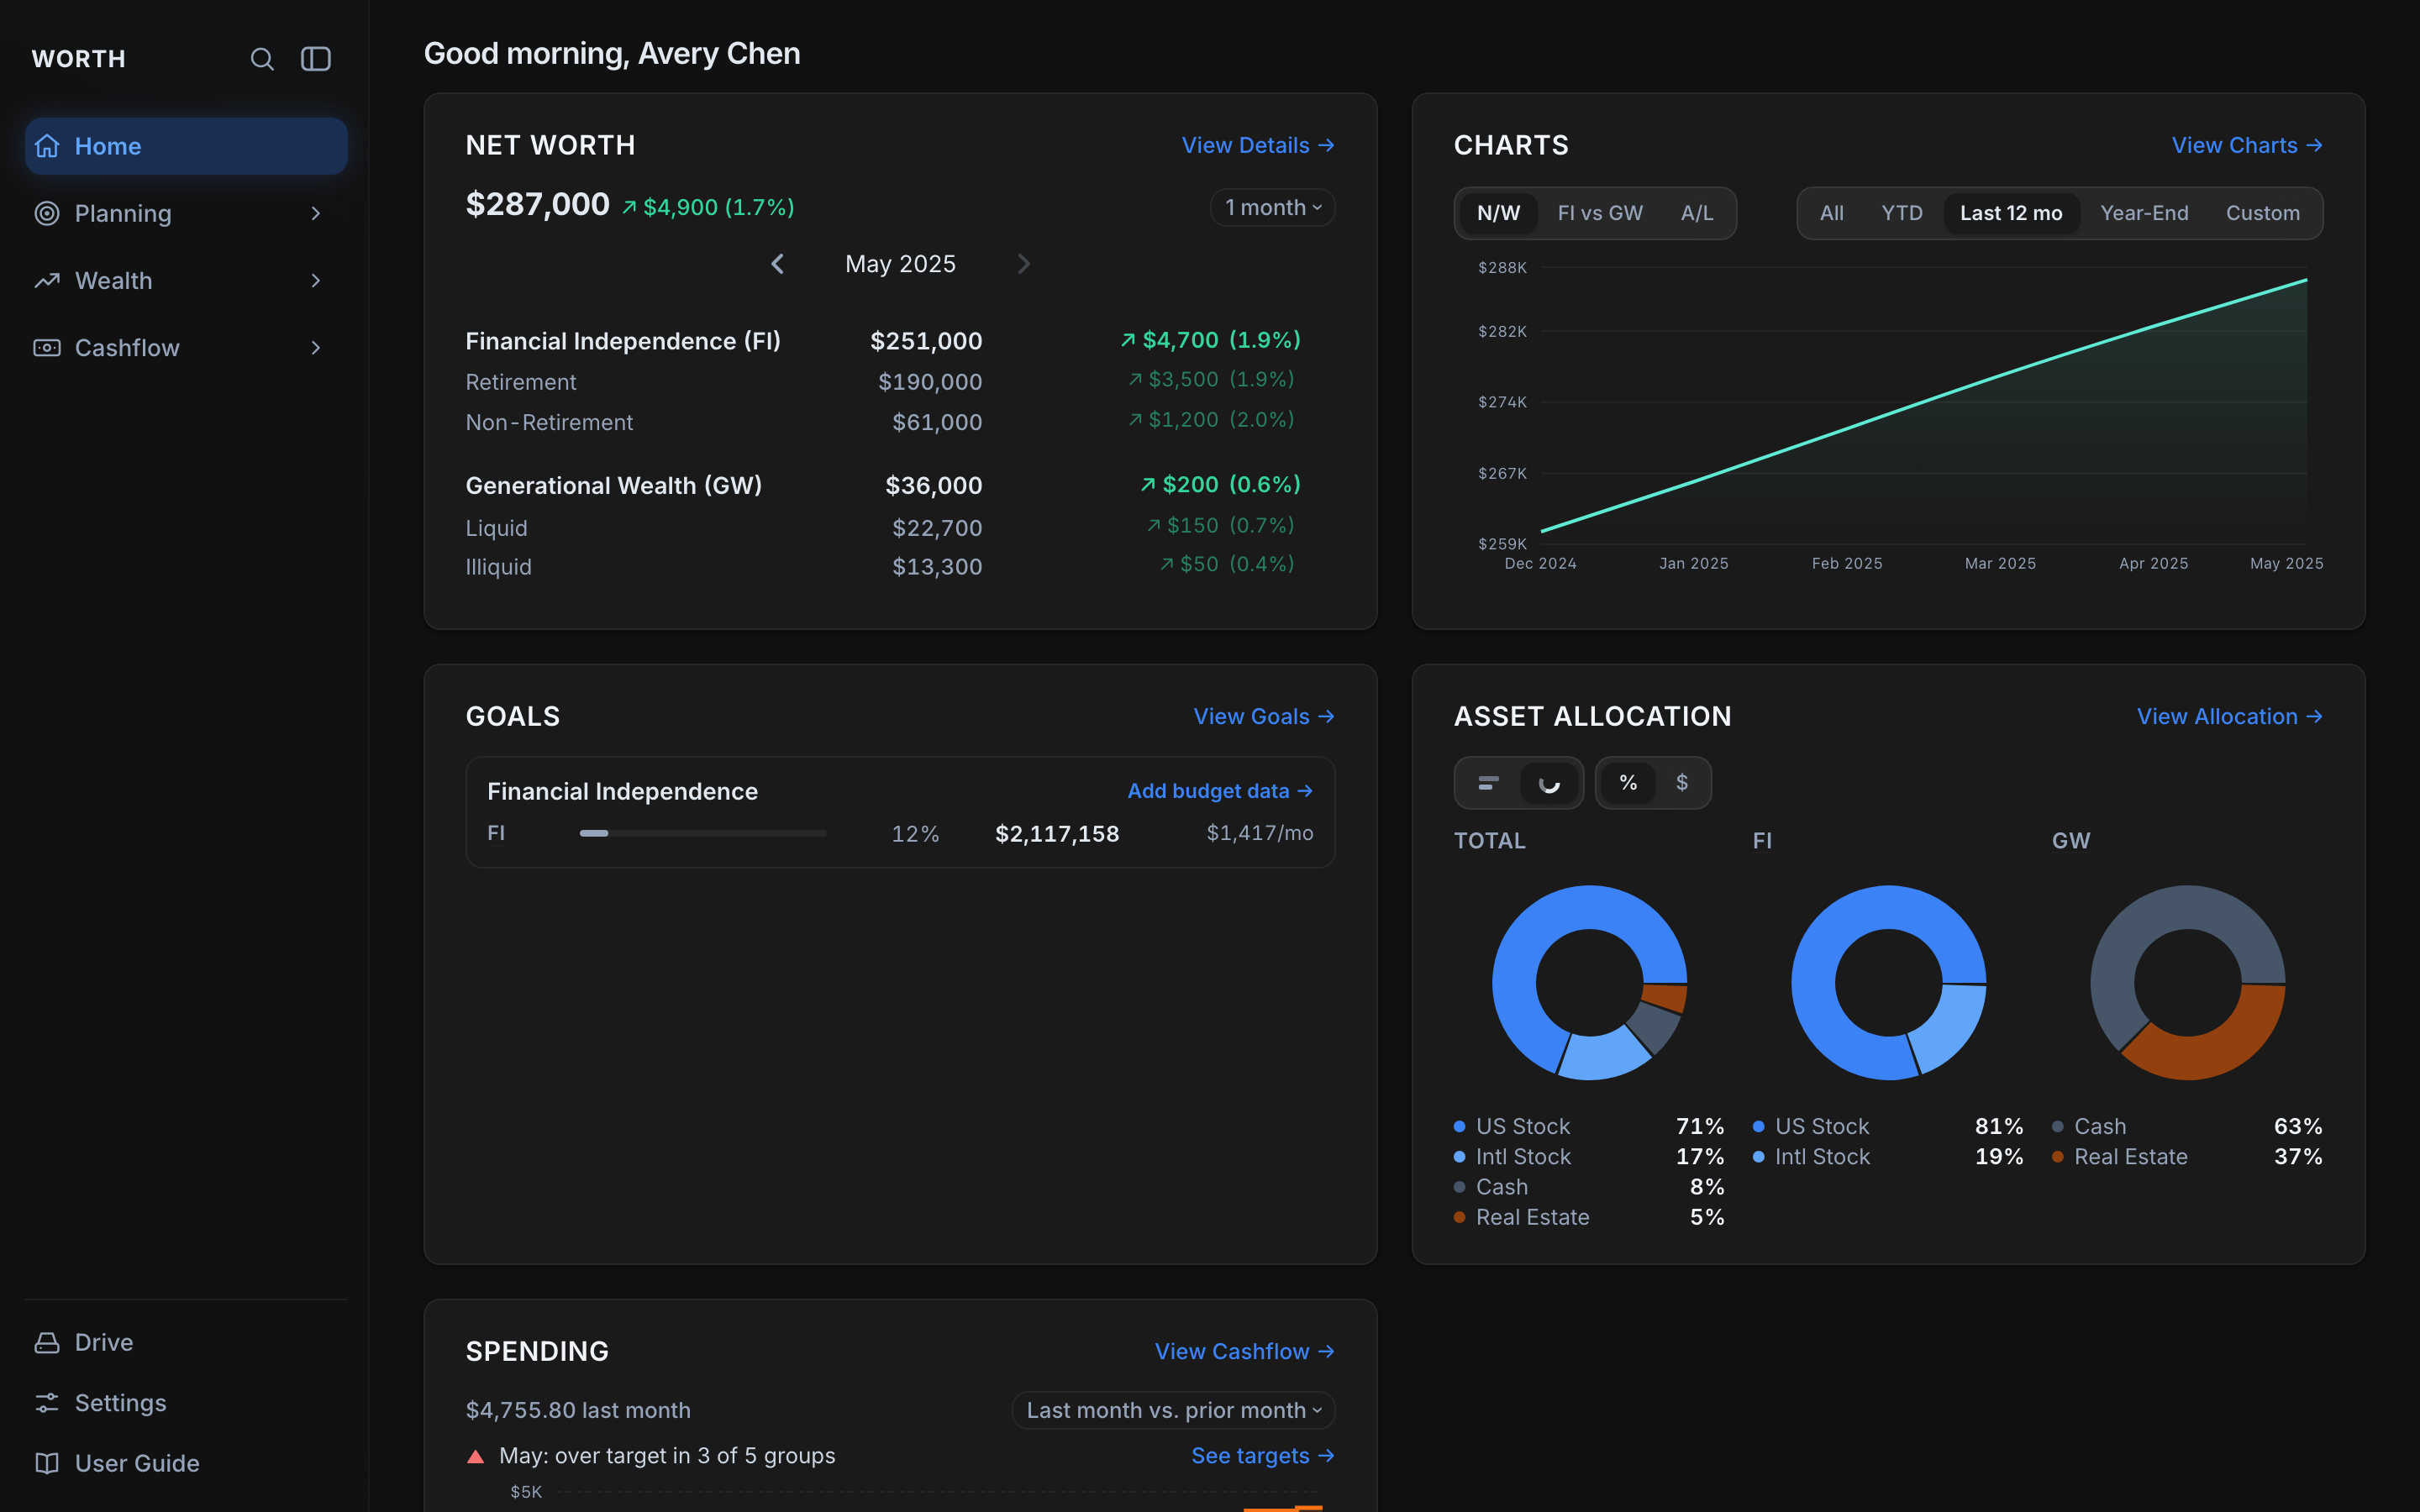 WORTH
Home
Planning
Wealth
Cashflow
Drive
Settings
User Guide
Good morning, Avery Chen
NET WORTH
View Details →
$287,000 ↗ $4,900 (1.7%)
1 month
May 2025
Financial Independence (FI) $251,000 ↗ $4,700 (1.9%)
Retirement $190,000 ↗ $3,500 (1.9%)
Non-Retirement $61,000 ↗ $1,200 (2.0%)
Generational Wealth (GW) $36,000 ↗ $200 (0.6%)
Liquid $22,700 ↗ $150 (0.7%)
Illiquid $13,300 ↗ $50 (0.4%)
CHARTS
View Charts →
N/W FI vs GW A/L
All YTD Last 12 mo Year-End Custom
$288K
$282K
$274K
$267K
$259K
Dec 2024 Jan 2025 Feb 2025 Mar 2025 Apr 2025 May 2025
GOALS
View Goals →
Financial Independence
Add budget data →
FI 12% $2,117,158 $1,417/mo
ASSET ALLOCATION
View Allocation →
% $
TOTAL
US Stock 71%
Intl Stock 17%
Cash 8%
Real Estate 5%
FI
US Stock 81%
Intl Stock 19%
GW
Cash 63%
Real Estate 37%
SPENDING
View Cashflow →
$4,755.80 last month
Last month vs. prior month
May: over target in 3 of 5 groups
See targets →
$5K